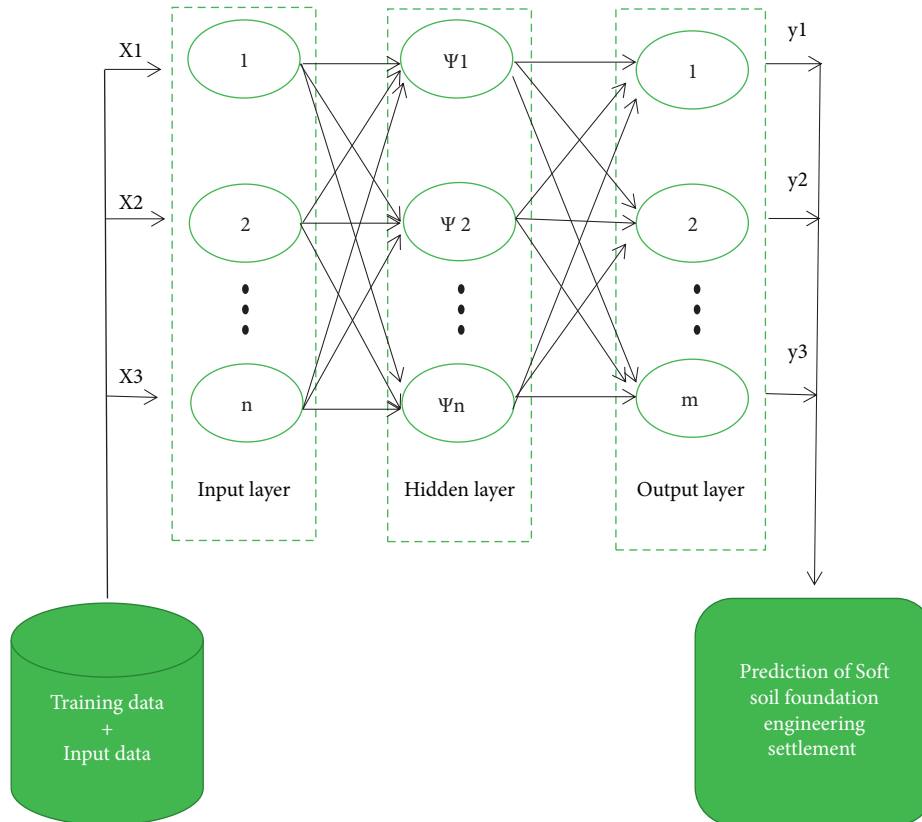 X1
1
Ψ1
1
y1
X2
2
Ψ 2
2
y2
X3
n
Ψn
m
y3
Input layer
Hidden layer
Output layer
Training data
+
Input data
Prediction of Soft
soil foundation
engineering
settlement